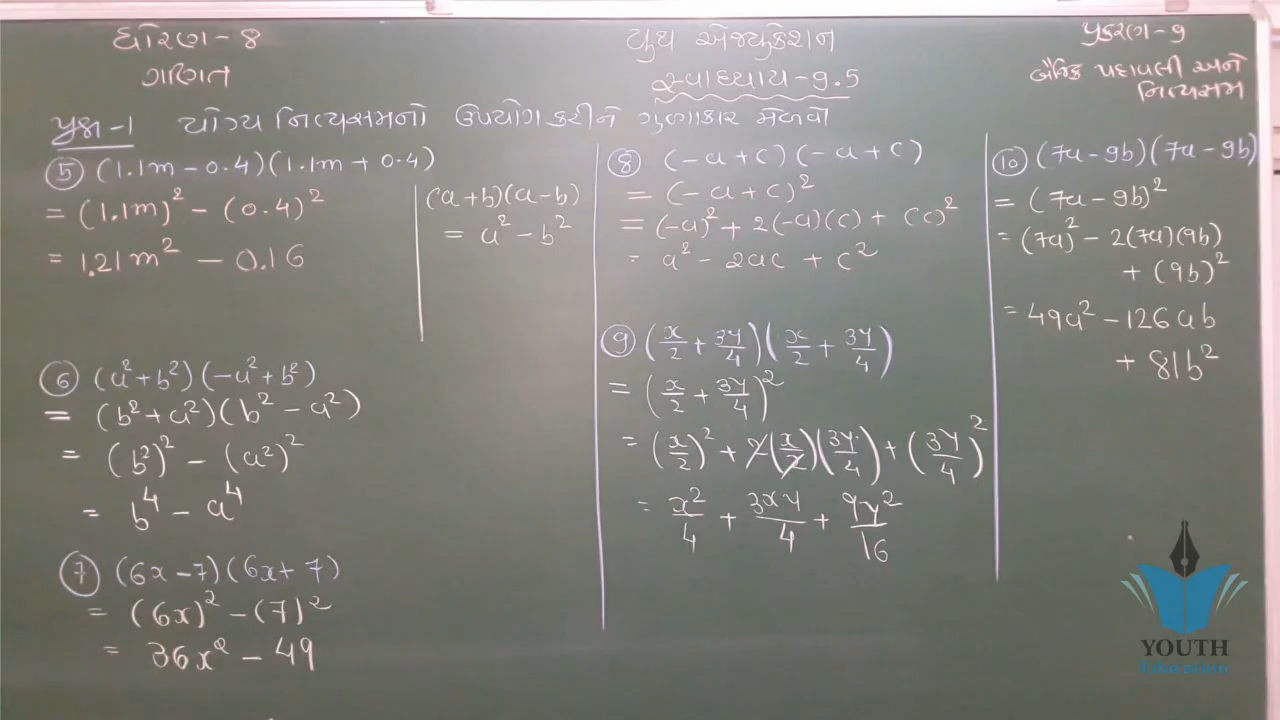 ધોરણ - 8
ગણિત
યુથ એજ્યુકેશન
સ્વાધ્યાય - 9.5
પ્રકરણ - 9
બૈજિક પદાવલી અને
નિત્યસમ
પ્રશ્ન - 1 યોગ્ય નિત્યસમનો ઉપયોગ કરીને ગુણાકાર મેળવો
(5) (1.1m - 0.4)(1.1m + 0.4)
= (1.1m)² - (0.4)²
= 1.21m² - 0.16
(a+b)(a-b)
= a² - b²
(6) (a²+b²)(-a²+b²)
= (b²+a²)(b²-a²)
= (b²)² - (a²)²
= b⁴ - a⁴
(7) (6x-7)(6x+7)
= (6x)² - (7)²
= 36x² - 49
(8) (-a+c)(-a+c)
= (-a+c)²
= (-a)² + 2(-a)(c) + (c)²
= a² - 2ac + c²
(9) (x/2 + 3y/4)(x/2 + 3y/4)
= (x/2 + 3y/4)²
= (x/2)² + 2(x/2)(3y/4) + (3y/4)²
= x²/4 + 3xy/4 + 9y²/16
(10) (7a-9b)(7a-9b)
= (7a-9b)²
= (7a)² - 2(7a)(9b)
+ (9b)²
= 49a² - 126ab
+ 81b²
YOUTH
Education